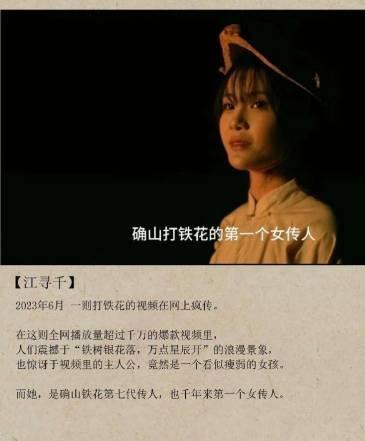 确山打铁花的第一个女传人
【江寻千】
2023年6月 一则打铁花的视频在网上疯传。
在这则全网播放量超过千万的爆款视频里，
人们震撼于“铁树银花落，万点星辰开”的浪漫景象，
也惊讶于视频里的主人公，竟然是一个看似瘦弱的女孩。
而她，是确山铁花第七代传人，也千年来第一个女传人。